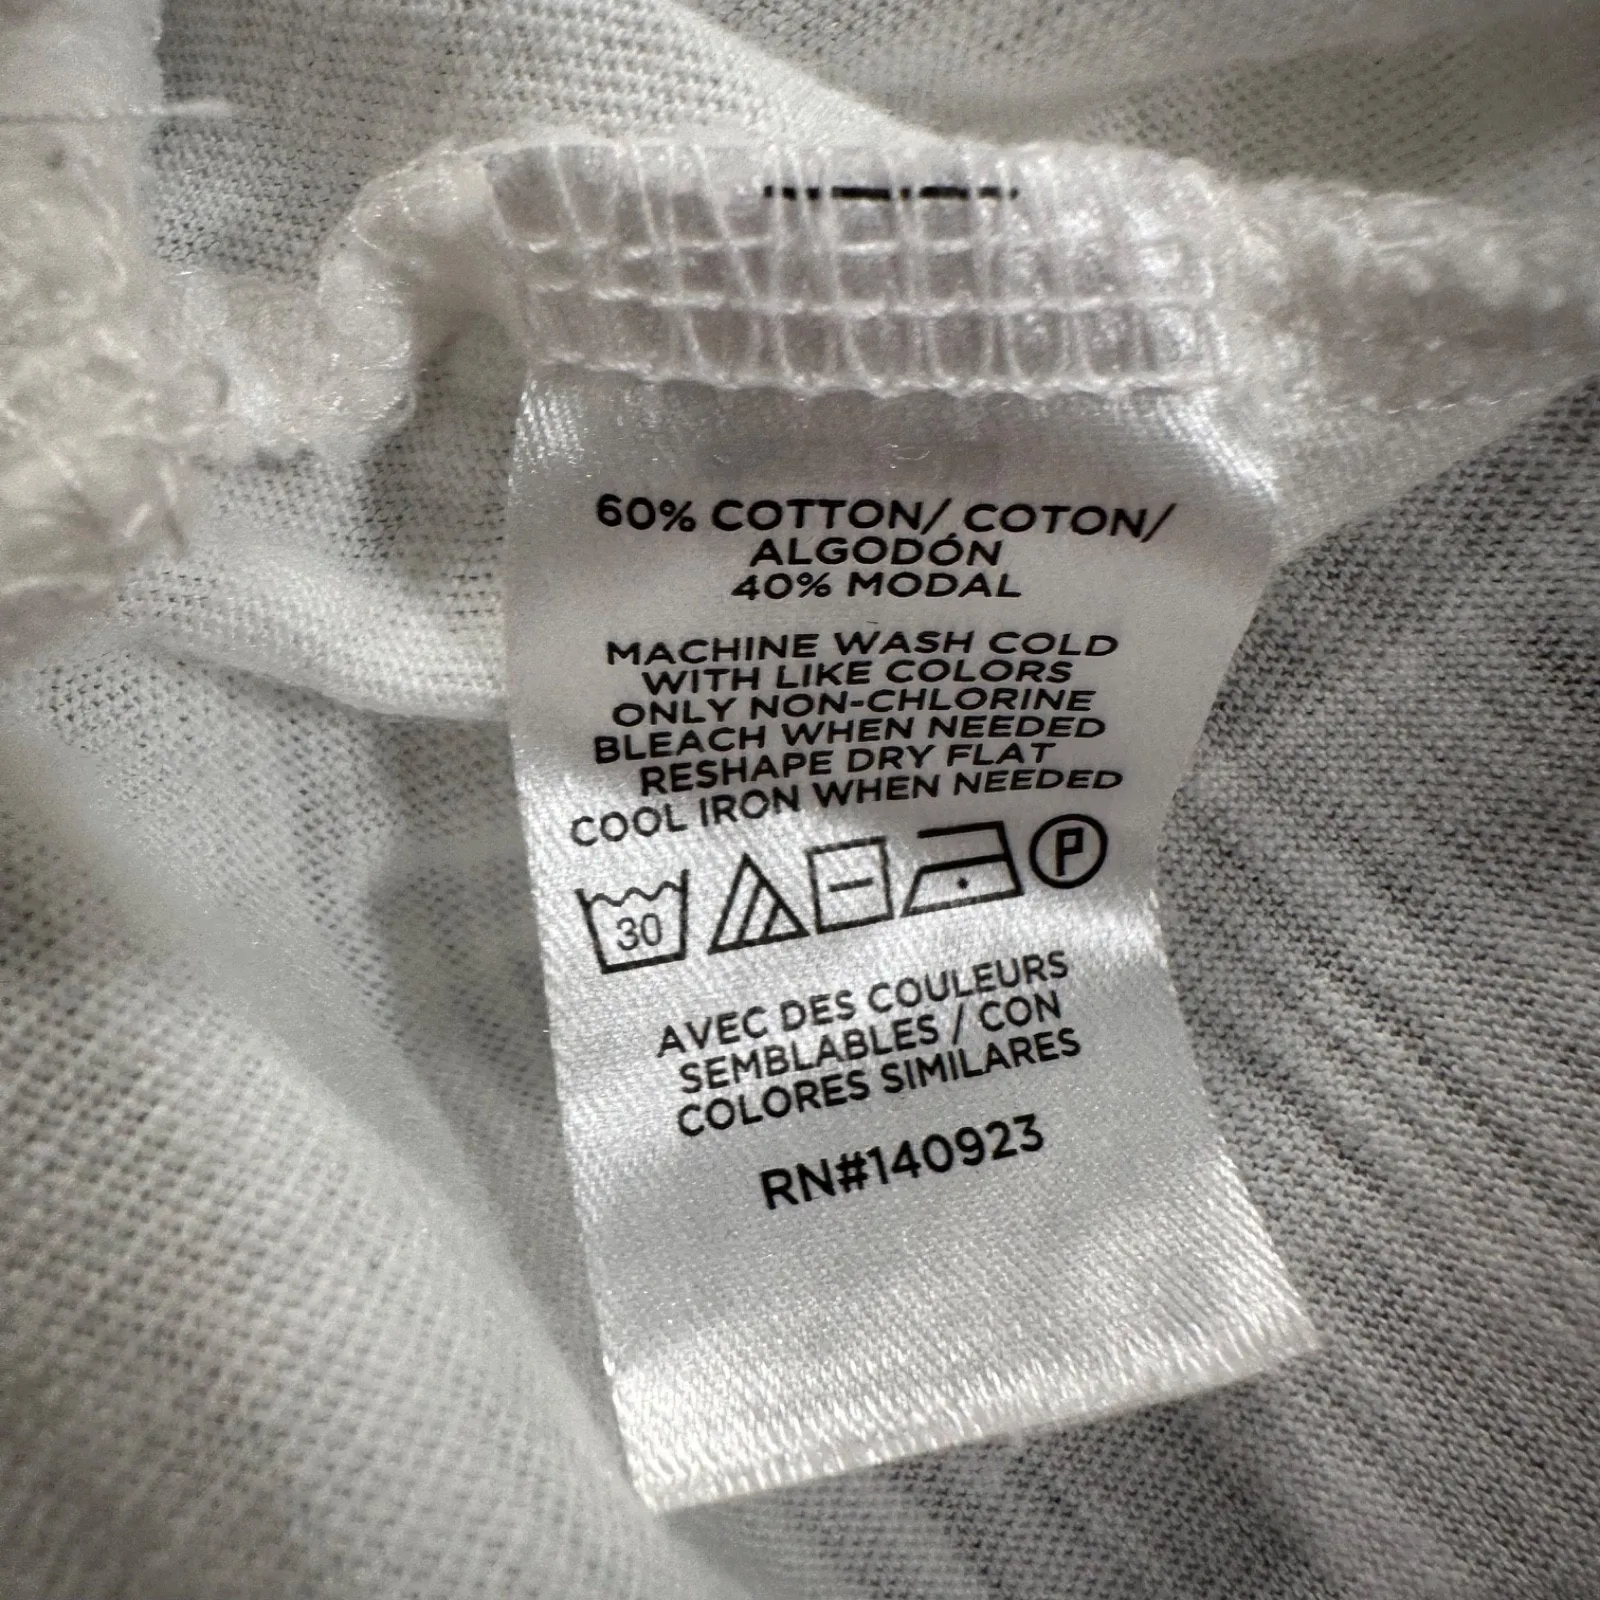 60% COTTON/ COTON/
ALGODÓN
40% MODAL
MACHINE WASH COLD
WITH LIKE COLORS
ONLY NON-CHLORINE
BLEACH WHEN NEEDED
RESHAPE DRY FLAT
COOL IRON WHEN NEEDED
30 P
AVEC DES COULEURS
SEMBLABLES / CON
COLORES SIMILARES
RN#140923